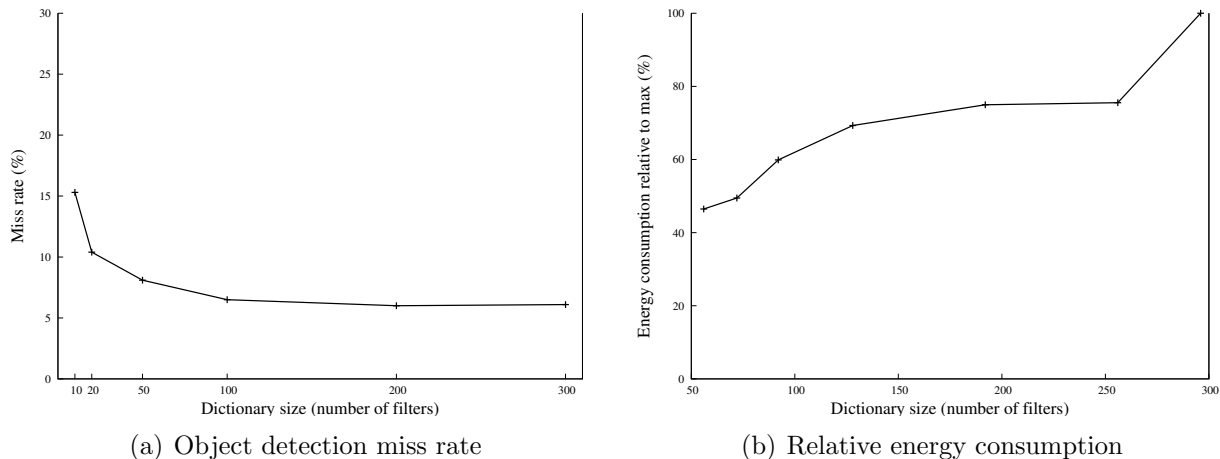 30
25
20
15
10
5
0
Miss rate (%)
10 20 50 100 200 300
Dictionary size (number of filters)
(a) Object detection miss rate
100
80
60
40
20
0
Energy consumption relative to max (%)
50 100 150 200 250 300
Dictionary size (number of filters)
(b) Relative energy consumption